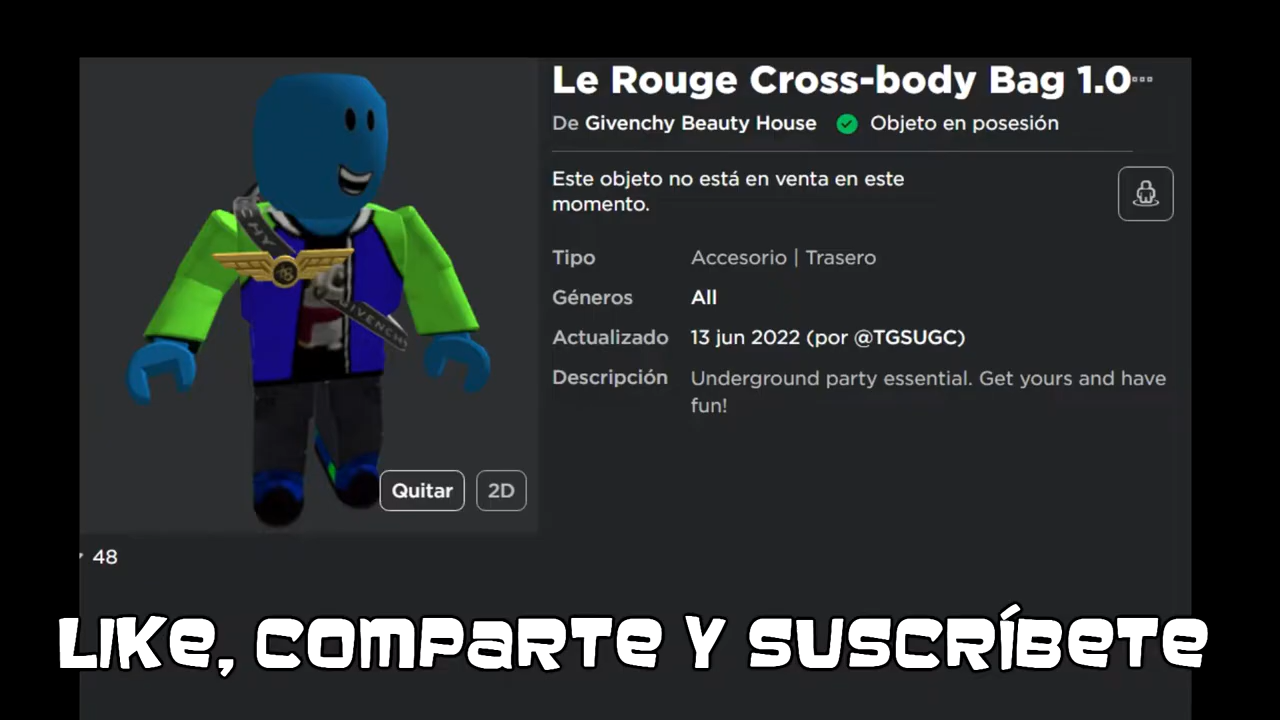 Le Rouge Cross-body Bag 1.0
De Givenchy Beauty House Objeto en posesión
Este objeto no está en venta en este
momento.
Tipo Accesorio | Trasero
Géneros All
Actualizado 13 jun 2022 (por @TGSUGC)
Descripción Underground party essential. Get yours and have
fun!
GIVENCHY
Quitar 2D
48
LIKE, COMPARTE Y SUSCRÍBETE